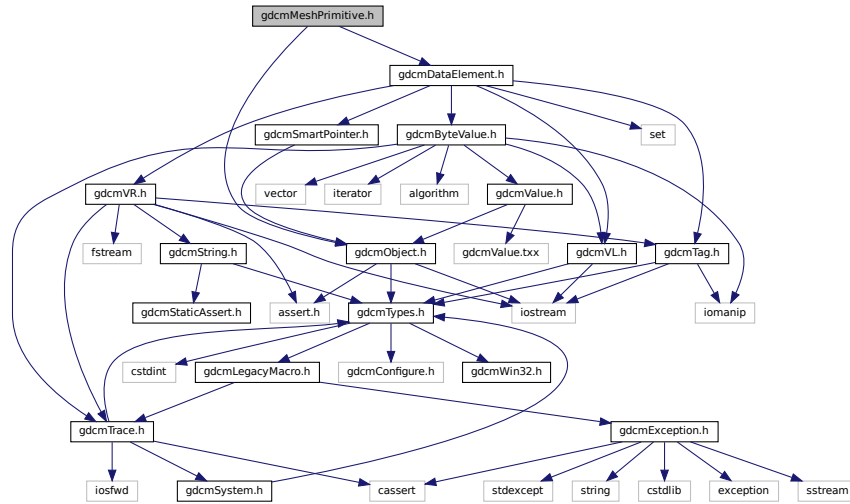 gdcmMeshPrimitive.h
gdcmDataElement.h
gdcmSmartPointer.h
gdcmByteValue.h
set
gdcmVR.h
vector
iterator
algorithm
gdcmValue.h
fstream
gdcmString.h
gdcmObject.h
gdcmValue.txx
gdcmVL.h
gdcmTag.h
gdcmStaticAssert.h
assert.h
gdcmTypes.h
iostream
iomanip
cstdint
gdcmLegacyMacro.h
gdcmConfigure.h
gdcmWin32.h
gdcmTrace.h
gdcmException.h
iosfwd
gdcmSystem.h
cassert
stdexcept
string
cstdlib
exception
sstream